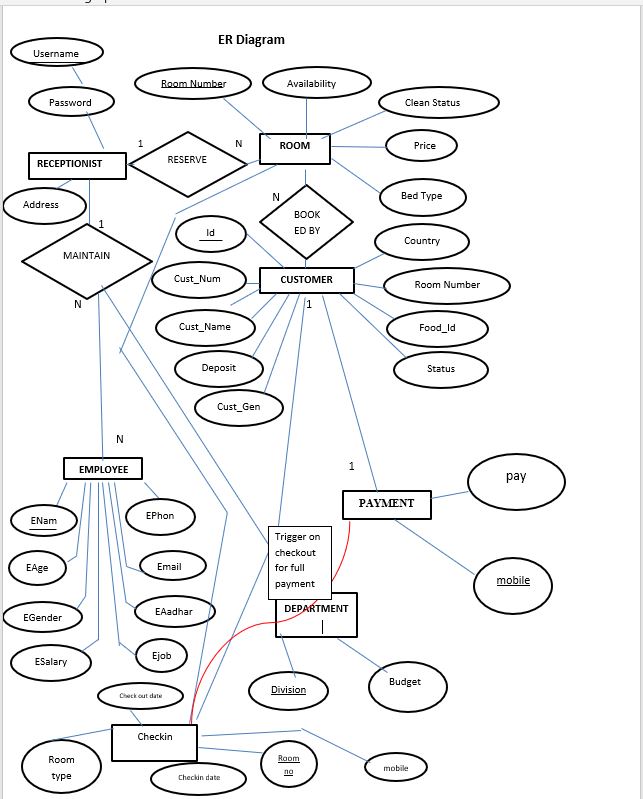 ER Diagram
Username
Password
Room Number
Availability
Clean Status
RECEPTIONIST
1
RESERVE
N
ROOM
Price
Address
Bed Type
1
N
BOOK
ED BY
Id
Country
MAINTAIN
Cust_Num
CUSTOMER
Room Number
N
1
Cust_Name
Food_Id
Deposit
Status
Cust_Gen
N
1
EMPLOYEE
pay
PAYMENT
ENam
EPhon
Trigger on
checkout
for full
payment
EAge
Email
mobile
EGender
EAadhar
DEPARTMENT
ESalary
Ejob
Division
Budget
Check out date
Checkin
Room
type
Checkin date
Room
no
mobile